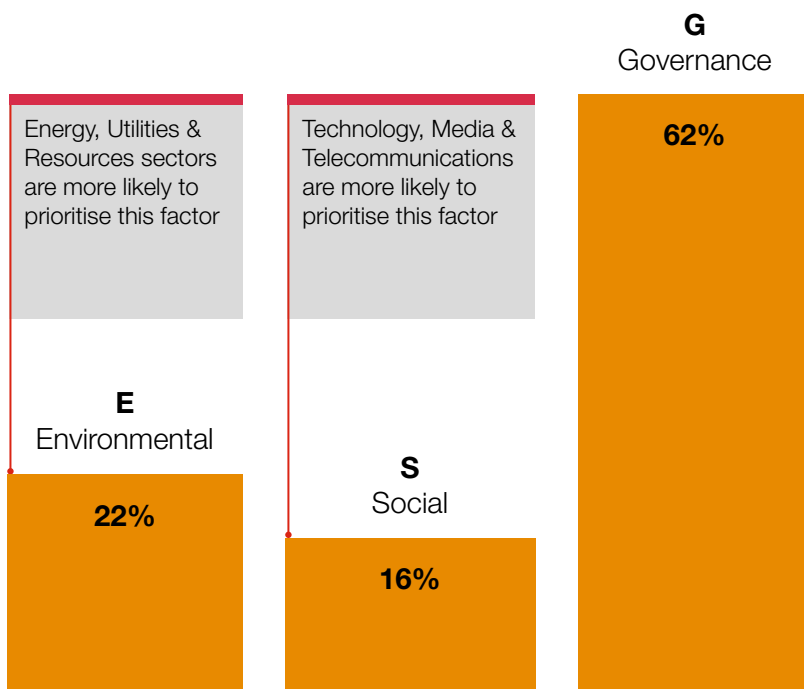 G
Governance
62%
Energy, Utilities &
Resources sectors
are more likely to
prioritise this factor
Technology, Media &
Telecommunications
are more likely to
prioritise this factor
E
Environmental
22%
S
Social
16%